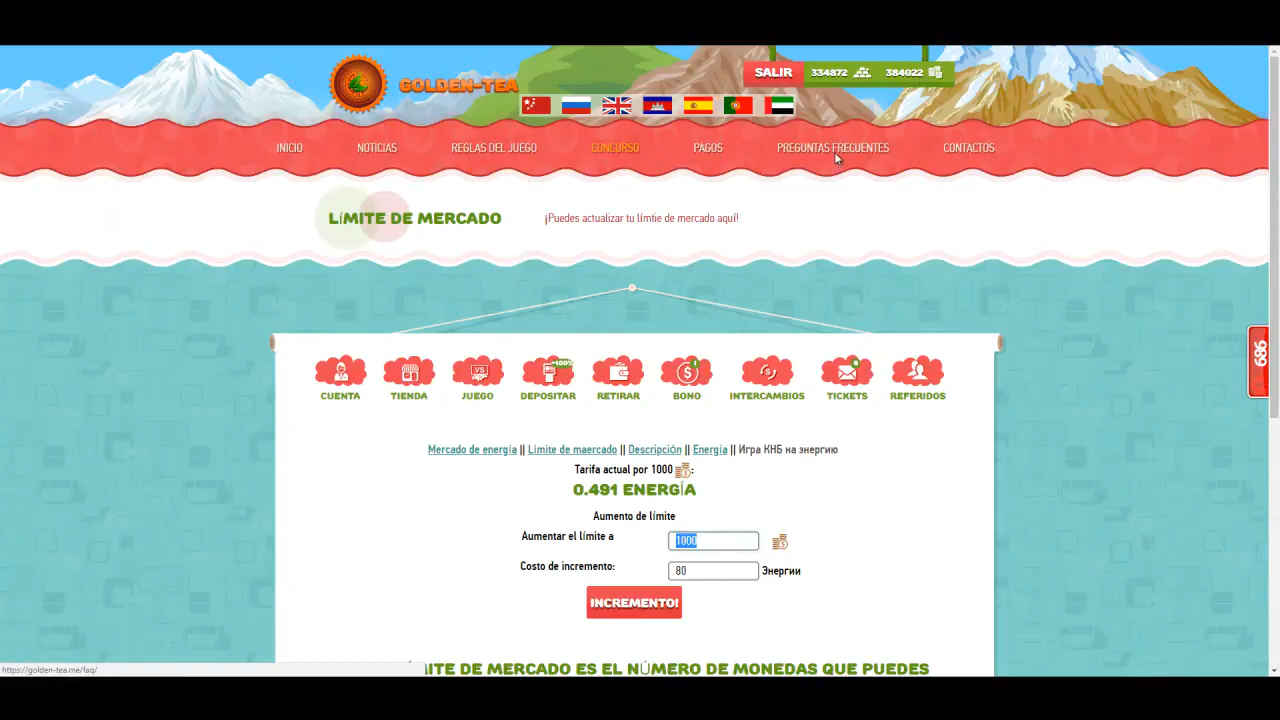 GOLDEN-TEA
SALIR 334872 384022
INICIO NOTICIAS REGLAS DEL JUEGO CONCURSO PAGOS PREGUNTAS FRECUENTES CONTACTOS
LÍMITE DE MERCADO ¡Puedes actualizar tu límtie de mercado aquí!
686
VS +100%
CUENTA TIENDA JUEGO DEPOSITAR RETIRAR BONO INTERCAMBIOS TICKETS REFERIDOS
Mercado de energía || Límite de maercado || Descripción || Energía || Игра КНБ на энергию
Tarifa actual por 1000 :
0.491 ENERGÍA
Aumento de límite
Aumentar el límite a 1000
Costo de incremento: 80 Энергии
INCREMENTO!
ÍMITE DE MERCADO ES EL NÚMERO DE MONEDAS QUE PUEDES
https://golden-tea.me/faq/